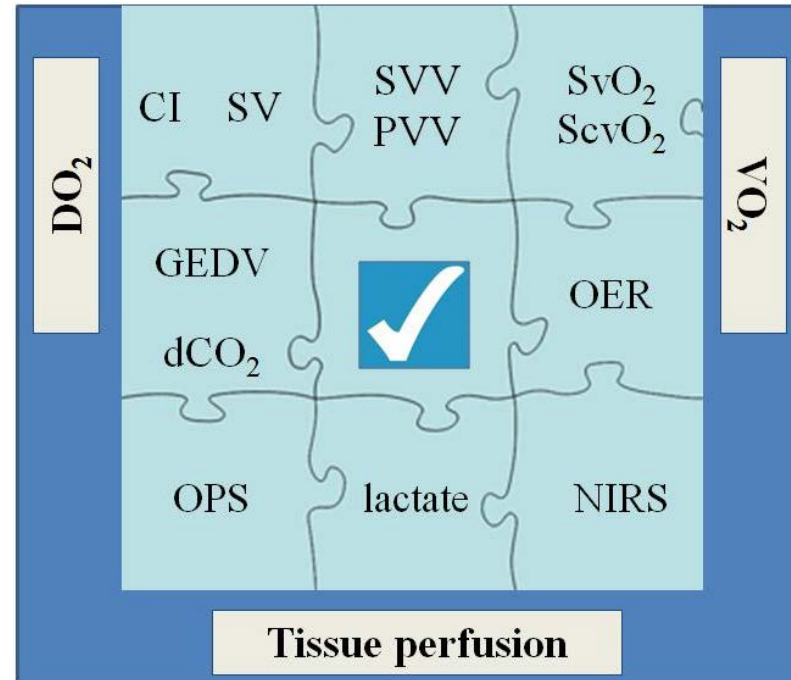 DO₂
CI SV
SVV
PVV
SvO₂
ScvO₂
VO₂
GEDV
dCO₂
OER
OPS
lactate
NIRS
Tissue perfusion